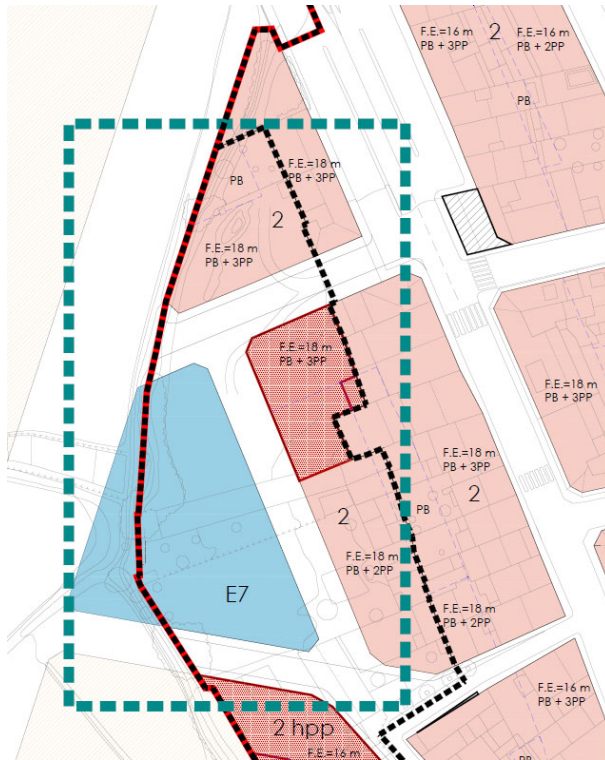 2
F.E.=16 m
PB + 3PP
F.E.=16 m
PB + 2PP
PB
F.E.=18 m
PB + 3PP
PB
2
F.E.=18 m
PB + 3PP
F.E.=18 m
PB + 3PP
F.E.=18 m
PB + 3PP
F.E.=18 m
PB + 3PP
2
2
PB
F.E.=18 m
PB + 2PP
E7
F.E.=18 m
PB + 2PP
2 hpp
F.E.=16 m
F.E.=16 m
PB + 3PP
PB